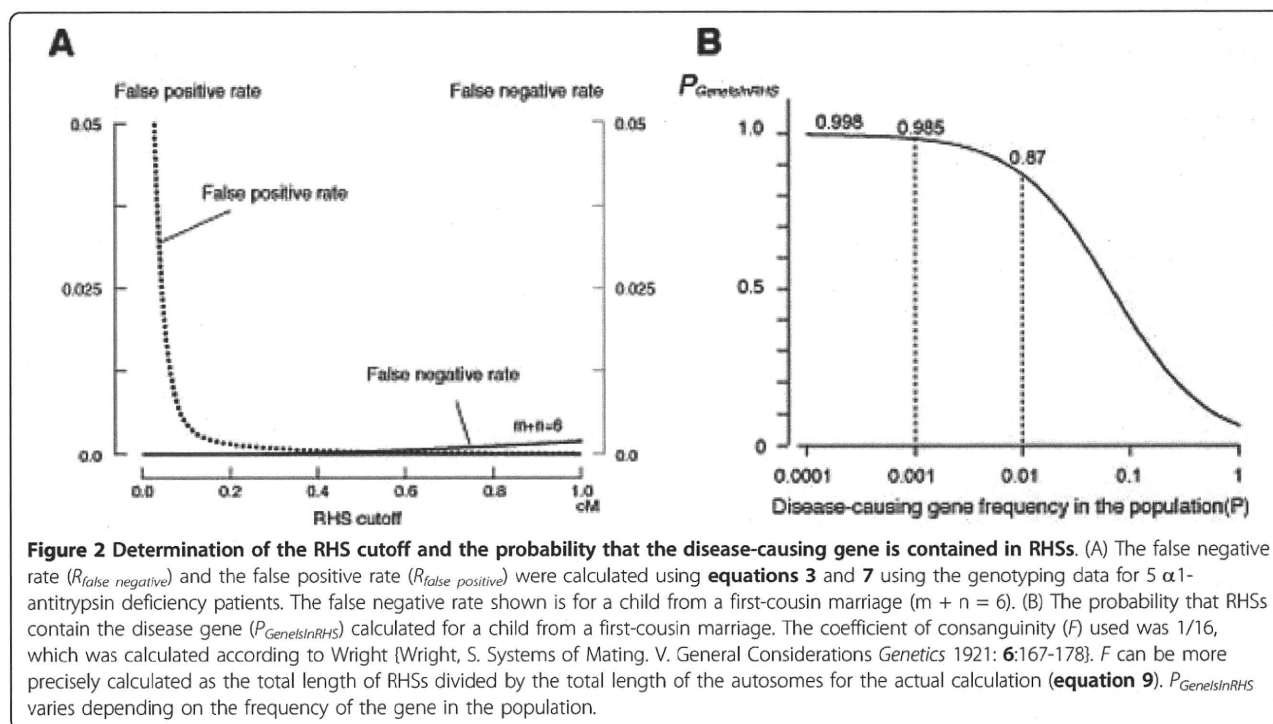 A
False positive rate
False negative rate
0.05
0.05
False positive rate
0.025
0.025
False negative rate
m+n=6
0.0
0.0
0.0 0.2 0.4 0.6 0.8 1.0
cM
RHS cutoff
B
P GeneIsInRHS
1.0
0.998
0.985
0.87
0.5
0
0.0001 0.001 0.01 0.1 1
Disease-causing gene frequency in the population(P)
Figure 2 Determination of the RHS cutoff and the probability that the disease-causing gene is contained in RHSs. (A) The false negative
rate (Rfalse negative) and the false positive rate (Rfalse positive) were calculated using equations 3 and 7 using the genotyping data for 5 α1-
antitrypsin deficiency patients. The false negative rate shown is for a child from a first-cousin marriage (m + n = 6). (B) The probability that RHSs
contain the disease gene (PGeneIsInRHS) calculated for a child from a first-cousin marriage. The coefficient of consanguinity (F) used was 1/16,
which was calculated according to Wright {Wright, S. Systems of Mating. V. General Considerations Genetics 1921: 6:167-178}. F can be more
precisely calculated as the total length of RHSs divided by the total length of the autosomes for the actual calculation (equation 9). PGeneIsInRHS
varies depending on the frequency of the gene in the population.